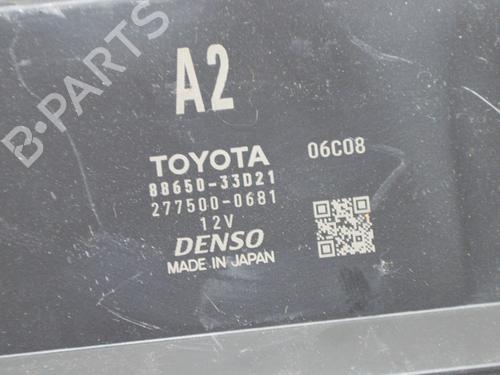 B-PARTS
A2
TOYOTA 06C08
88650-33D21
277500-0681
12V
DENSO
MADE IN JAPAN